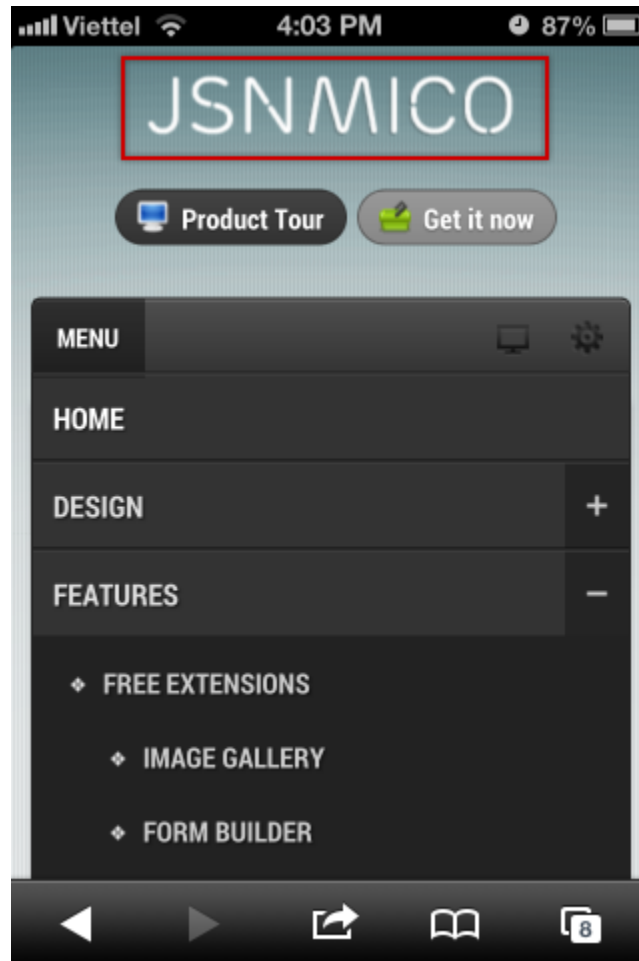 Viettel 4:03 PM 87%
JSNMICO
Product Tour Get it now
MENU
HOME
DESIGN +
FEATURES −
FREE EXTENSIONS
IMAGE GALLERY
FORM BUILDER
8